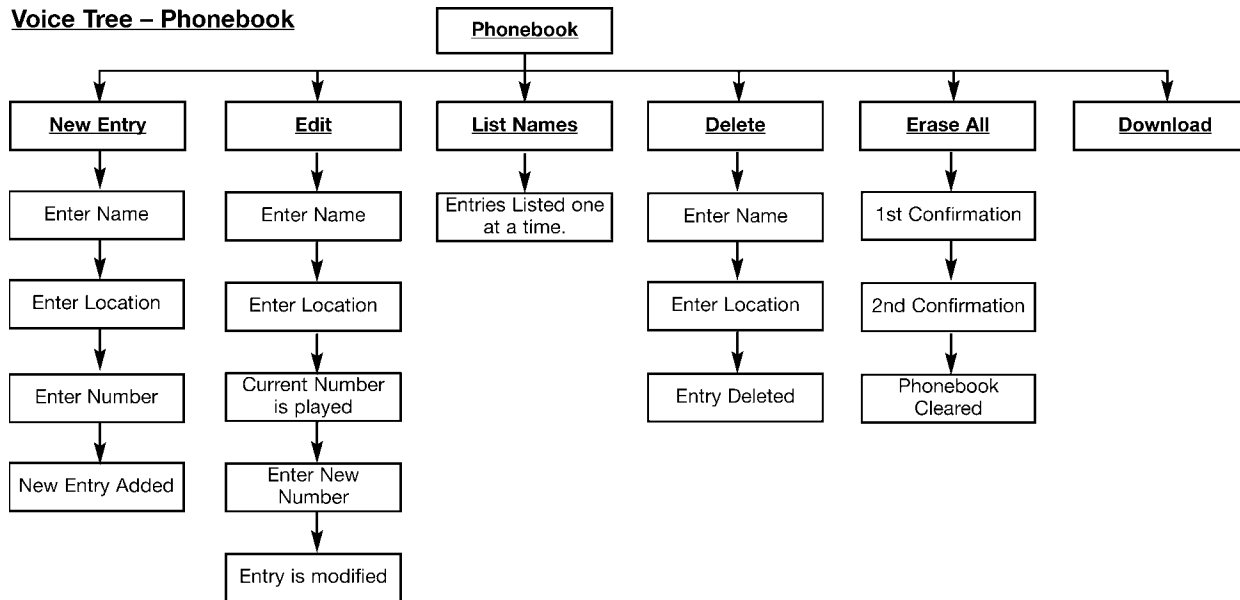 Voice Tree – Phonebook
Phonebook
New Entry
Edit
List Names
Delete
Erase All
Download
Enter Name
Enter Name
Entries Listed one
at a time.
Enter Name
1st Confirmation
Enter Location
Enter Location
Enter Location
2nd Confirmation
Enter Number
Current Number
is played
Entry Deleted
Phonebook
Cleared
New Entry Added
Enter New
Number
Entry is modified